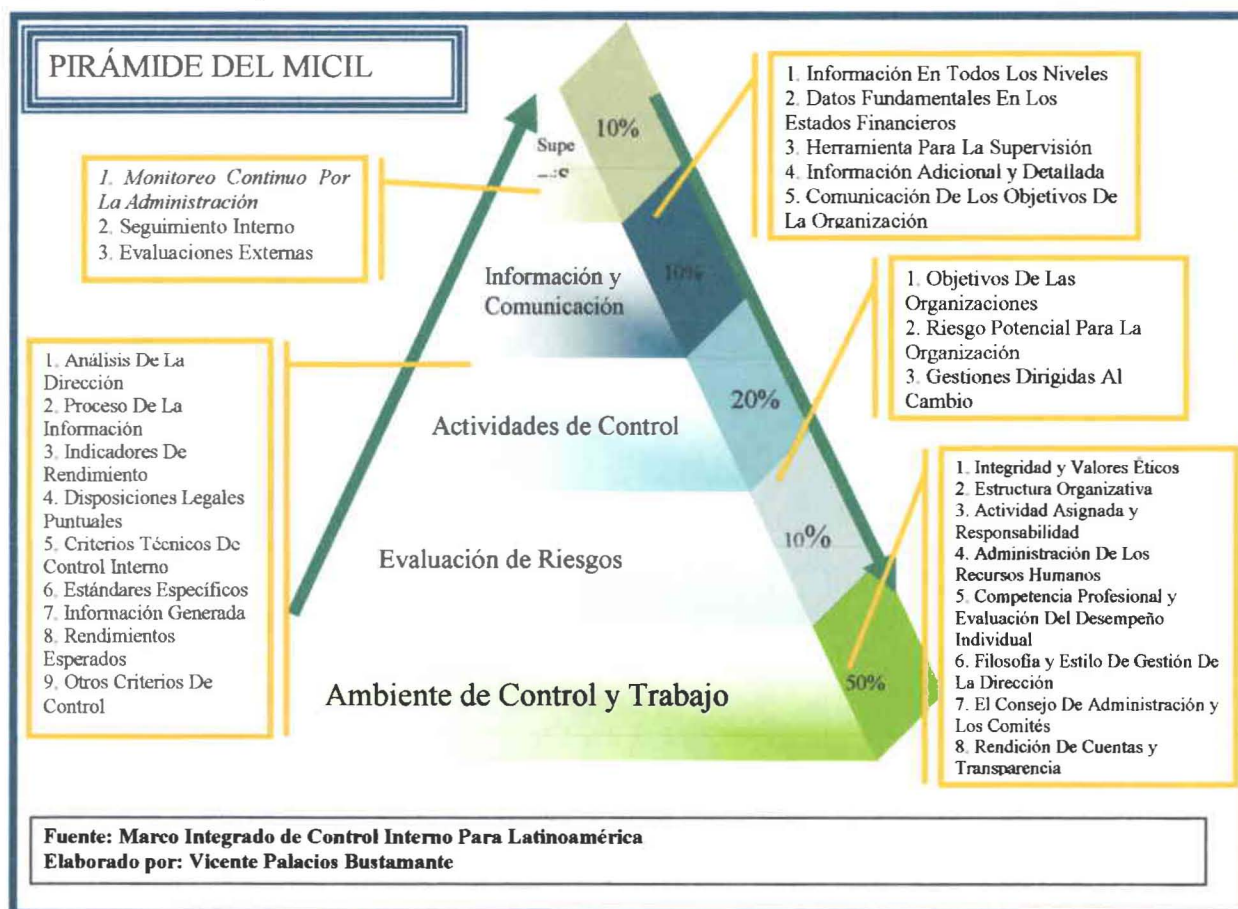 PIRÁMIDE DEL MICIL
10%
Supe
1. Monitoreo Continuo Por
La Administración
2. Seguimiento Interno
3. Evaluaciones Externas
1. Información En Todos Los Niveles
2. Datos Fundamentales En Los
Estados Financieros
3. Herramienta Para La Supervisión
4. Información Adicional y Detallada
5. Comunicación De Los Objetivos De
La Organización
Información y
Comunicación
10%
1. Objetivos De Las
Organizaciones
2. Riesgo Potencial Para La
Organización
3. Gestiones Dirigidas Al
Cambio
1. Análisis De La
Dirección
2. Proceso De La
Información
3. Indicadores De
Rendimiento
4. Disposiciones Legales
Puntuales
5. Criterios Técnicos De
Control Interno
6. Estándares Específicos
7. Información Generada
8. Rendimientos
Esperados
9. Otros Criterios De
Control
Actividades de Control
20%
Evaluación de Riesgos
10%
Ambiente de Control y Trabajo
50%
1. Integridad y Valores Éticos
2. Estructura Organizativa
3. Actividad Asignada y
Responsabilidad
4. Administración De Los
Recursos Humanos
5. Competencia Profesional y
Evaluación Del Desempeño
Individual
6. Filosofía y Estilo De Gestión De
La Dirección
7. El Consejo De Administración y
Los Comités
8. Rendición De Cuentas y
Transparencia
Fuente: Marco Integrado de Control Interno Para Latinoamérica
Elaborado por: Vicente Palacios Bustamante